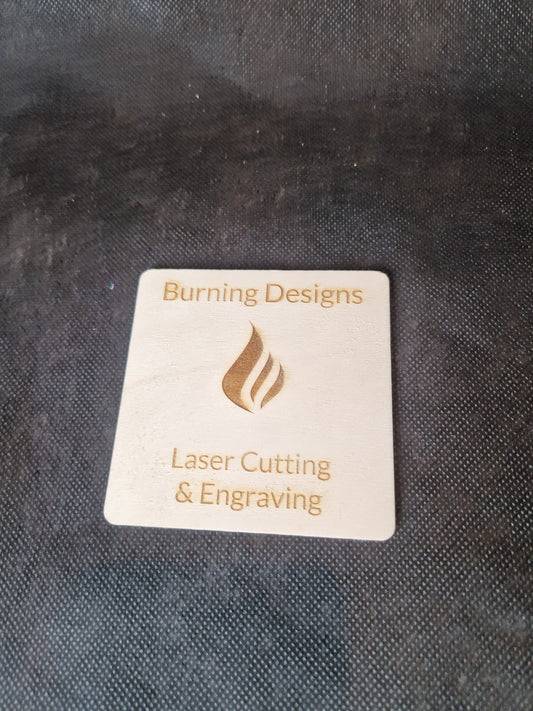 Burning Designs
Laser Cutting
& Engraving